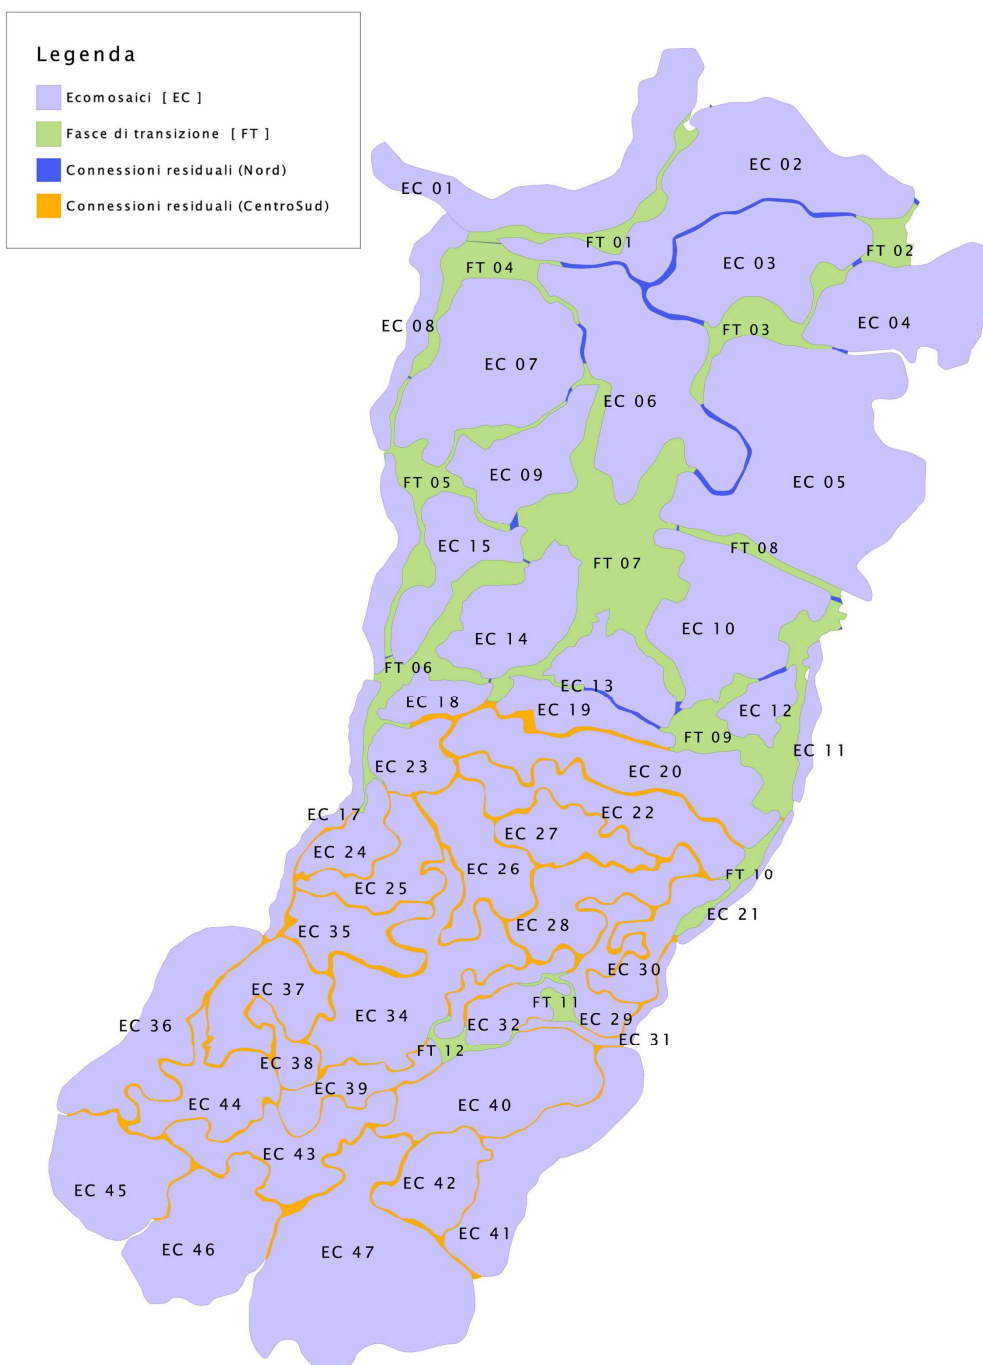 Legenda
Ecomosaici [ EC ]
Fasce di transizione [ FT ]
Connessioni residuali (Nord)
Connessioni residuali (CentroSud)
EC 02
EC 01
FT 01
FT 02
EC 03
FT 04
EC 08
EC 04
FT 03
EC 07
EC 06
EC 09
FT 05
EC 05
EC 15
FT 08
FT 07
EC 10
EC 14
FT 06
EC 13
EC 18
EC 19
EC 12
FT 09
EC 11
EC 23
EC 20
EC 17
EC 22
EC 27
EC 24
EC 26
FT 10
EC 25
EC 21
EC 28
EC 35
EC 30
EC 37
FT 11
EC 34
EC 29
EC 36
EC 32
EC 31
FT 12
EC 38
EC 39
EC 44
EC 40
EC 43
EC 42
EC 45
EC 41
EC 46
EC 47